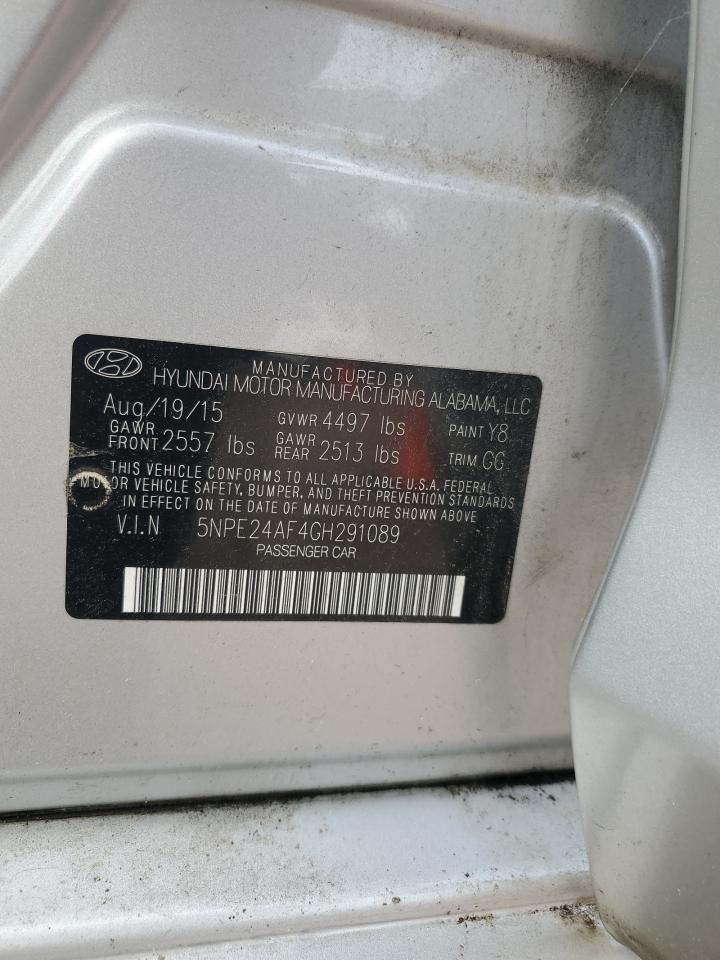 MANUFACTURED BY
HYUNDAI MOTOR MANUFACTURING ALABAMA, LLC
Aug/19/15 GVWR 4497 lbs PAINT Y8
GAWR FRONT 2557 lbs GAWR REAR 2513 lbs TRIM GG
THIS VEHICLE CONFORMS TO ALL APPLICABLE U.S.A. FEDERAL
MOTOR VEHICLE SAFETY, BUMPER, AND THEFT PREVENTION STANDARDS
IN EFFECT ON THE DATE OF MANUFACTURE SHOWN ABOVE
V.I.N 5NPE24AF4GH291089
PASSENGER CAR